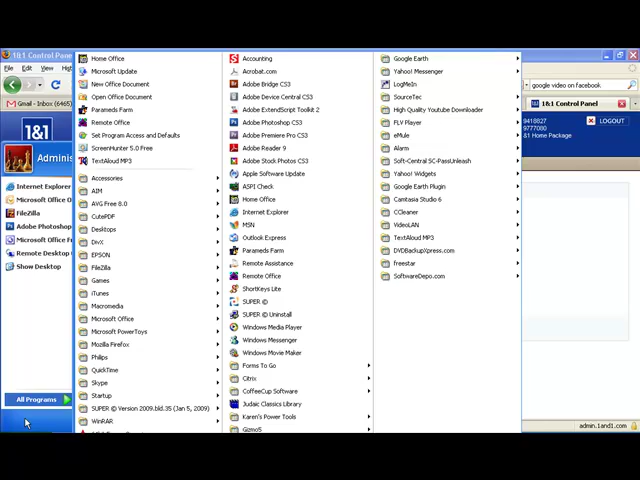 1&1 Control Pane
File View Hi
Gmail - Inbox (6465)
1&1
Adminis
Internet Explorer
Microsoft Office O
FileZilla
Adobe Photoshop
Microsoft Office Fr
Remote Desktop C
Show Desktop
All Programs
Home Office
Microsoft Update
New Office Document
Open Office Document
Parameds Farm
Remote Office
Set Program Access and Defaults
ScreenHunter 5.0 Free
TextAloud MP3
Accessories
AIM
AVG Free 8.0
CutePDF
Desktops
DivX
EPSON
FileZilla
Games
iTunes
Macromedia
Microsoft Office
Microsoft PowerToys
Mozilla Firefox
Philips
QuickTime
Skype
Startup
SUPER © Version 2009.bld.35 (Jan 5, 2009)
WinRAR
Accounting
Acrobat.com
Adobe Bridge CS3
Adobe Device Central CS3
Adobe ExtendScript Toolkit 2
Adobe Photoshop CS3
Adobe Premiere Pro CS3
Adobe Reader 9
Adobe Stock Photos CS3
Apple Software Update
ASPI Check
Home Office
Internet Explorer
MSN
Outlook Express
Parameds Farm
Remote Assistance
Remote Office
ShortKeys Lite
SUPER ©
SUPER © Uninstall
Windows Media Player
Windows Messenger
Windows Movie Maker
Forms To Go
Citrix
CoffeeCup Software
Judaic Classics Library
Karen's Power Tools
Gizmo5
Google Earth
Yahoo! Messenger
LogMeIn
SourceTec
High Quality Youtube Downloader
FLV Player
eMule
Alarm
Soft-Central SC-PassUnleash
Yahoo! Widgets
Google Earth Plugin
Camtasia Studio 6
CCleaner
VideoLAN
TextAloud MP3
DVDBackupXpress.com
freestar
SoftwareDepo.com
google video on facebook
1&1 Control Panel
9418827
9777080
&1 Home Package
LOGOUT
admin.1and1.com